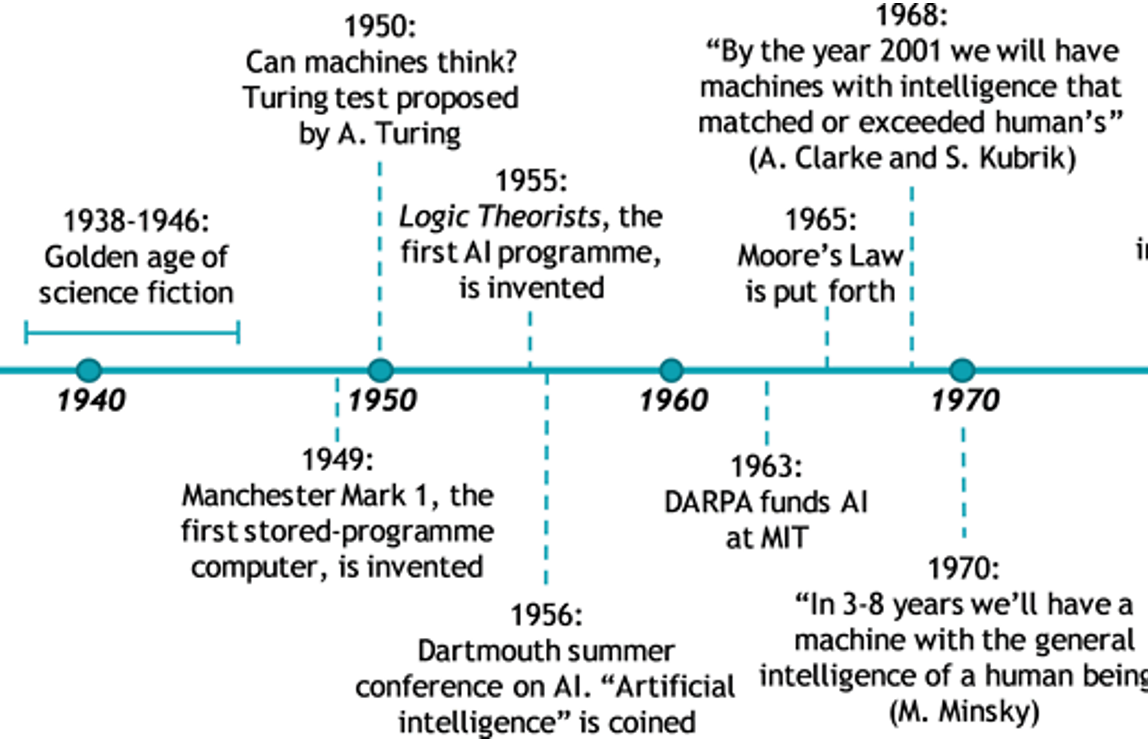 1950:
Can machines think?
Turing test proposed
by A. Turing
1968:
“By the year 2001 we will have
machines with intelligence that
matched or exceeded human’s”
(A. Clarke and S. Kubrik)
1938-1946:
Golden age of
science fiction
1955:
Logic Theorists, the
first AI programme,
is invented
1965:
Moore’s Law
is put forth
1940
1950
1960
1970
1949:
Manchester Mark 1, the
first stored-programme
computer, is invented
1956:
Dartmouth summer
conference on AI. “Artificial
intelligence” is coined
1963:
DARPA funds AI
at MIT
1970:
“In 3-8 years we’ll have a
machine with the general
intelligence of a human being
(M. Minsky)